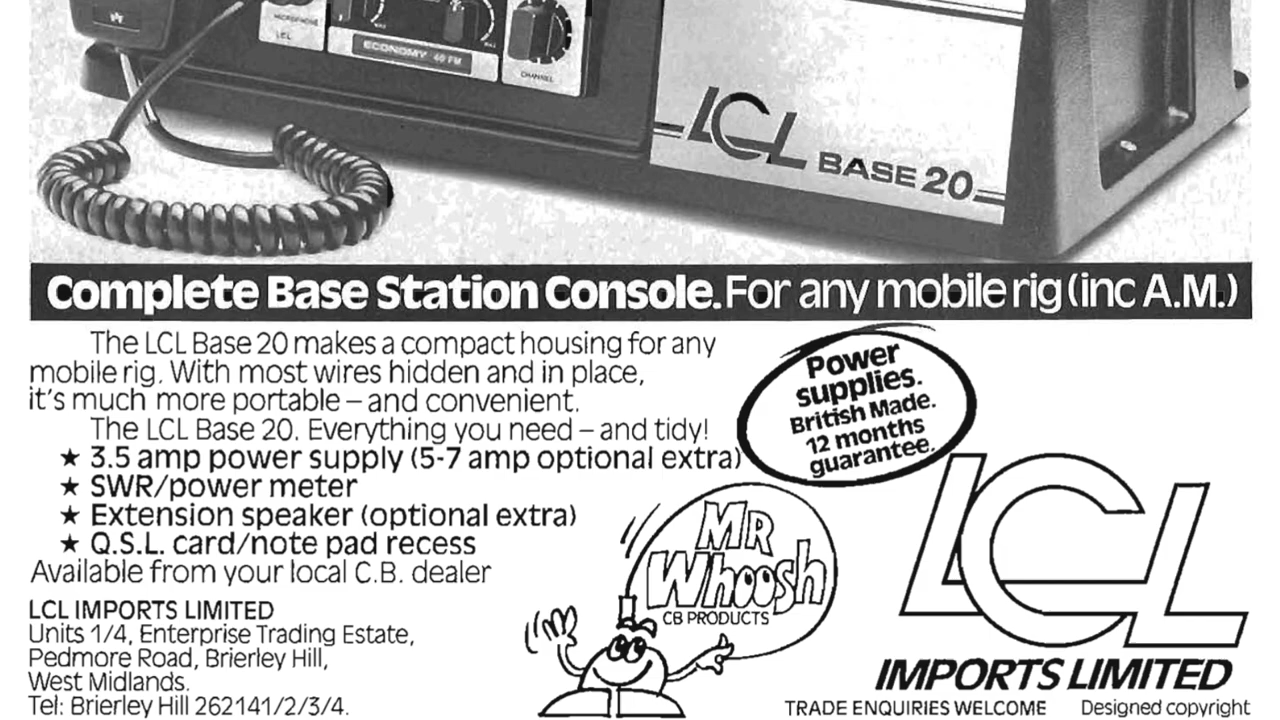 MICROPHONE
LCL
MAX
MAX
ECONOMY 40 FM
CHANNEL
LCL BASE 20
Complete Base Station Console. For any mobile rig (inc A.M.)
The LCL Base 20 makes a compact housing for any
mobile rig. With most wires hidden and in place,
it's much more portable – and convenient.
The LCL Base 20. Everything you need – and tidy!
★ 3.5 amp power supply (5-7 amp optional extra)
★ SWR/power meter
★ Extension speaker (optional extra)
★ Q.S.L. card/note pad recess
Available from your local C.B. dealer
LCL IMPORTS LIMITED
Units 1/4, Enterprise Trading Estate,
Pedmore Road, Brierley Hill,
West Midlands.
Tel: Brierley Hill 262141/2/3/4.
Power
supplies.
British Made.
12 months
guarantee.
MR
Whoosh
CB PRODUCTS
LCL
IMPORTS LIMITED
TRADE ENQUIRIES WELCOME Designed copyright